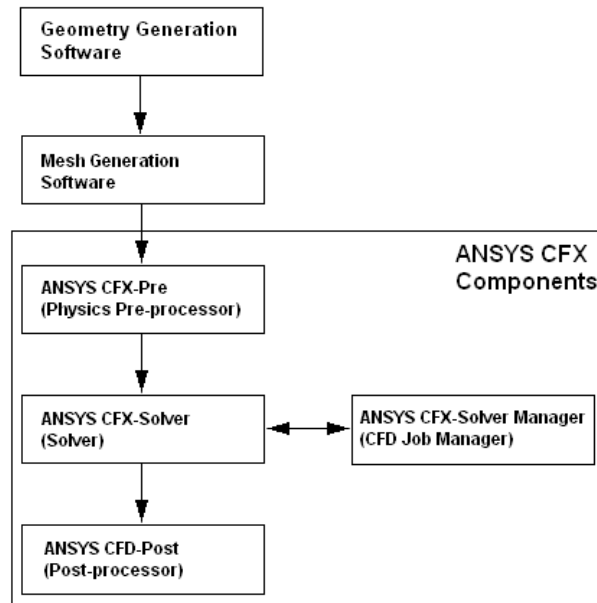 Geometry Generation
Software
Mesh Generation
Software
ANSYS CFX
Components
ANSYS CFX-Pre
(Physics Pre-processor)
ANSYS CFX-Solver
(Solver)
ANSYS CFX-Solver Manager
(CFD Job Manager)
ANSYS CFD-Post
(Post-processor)